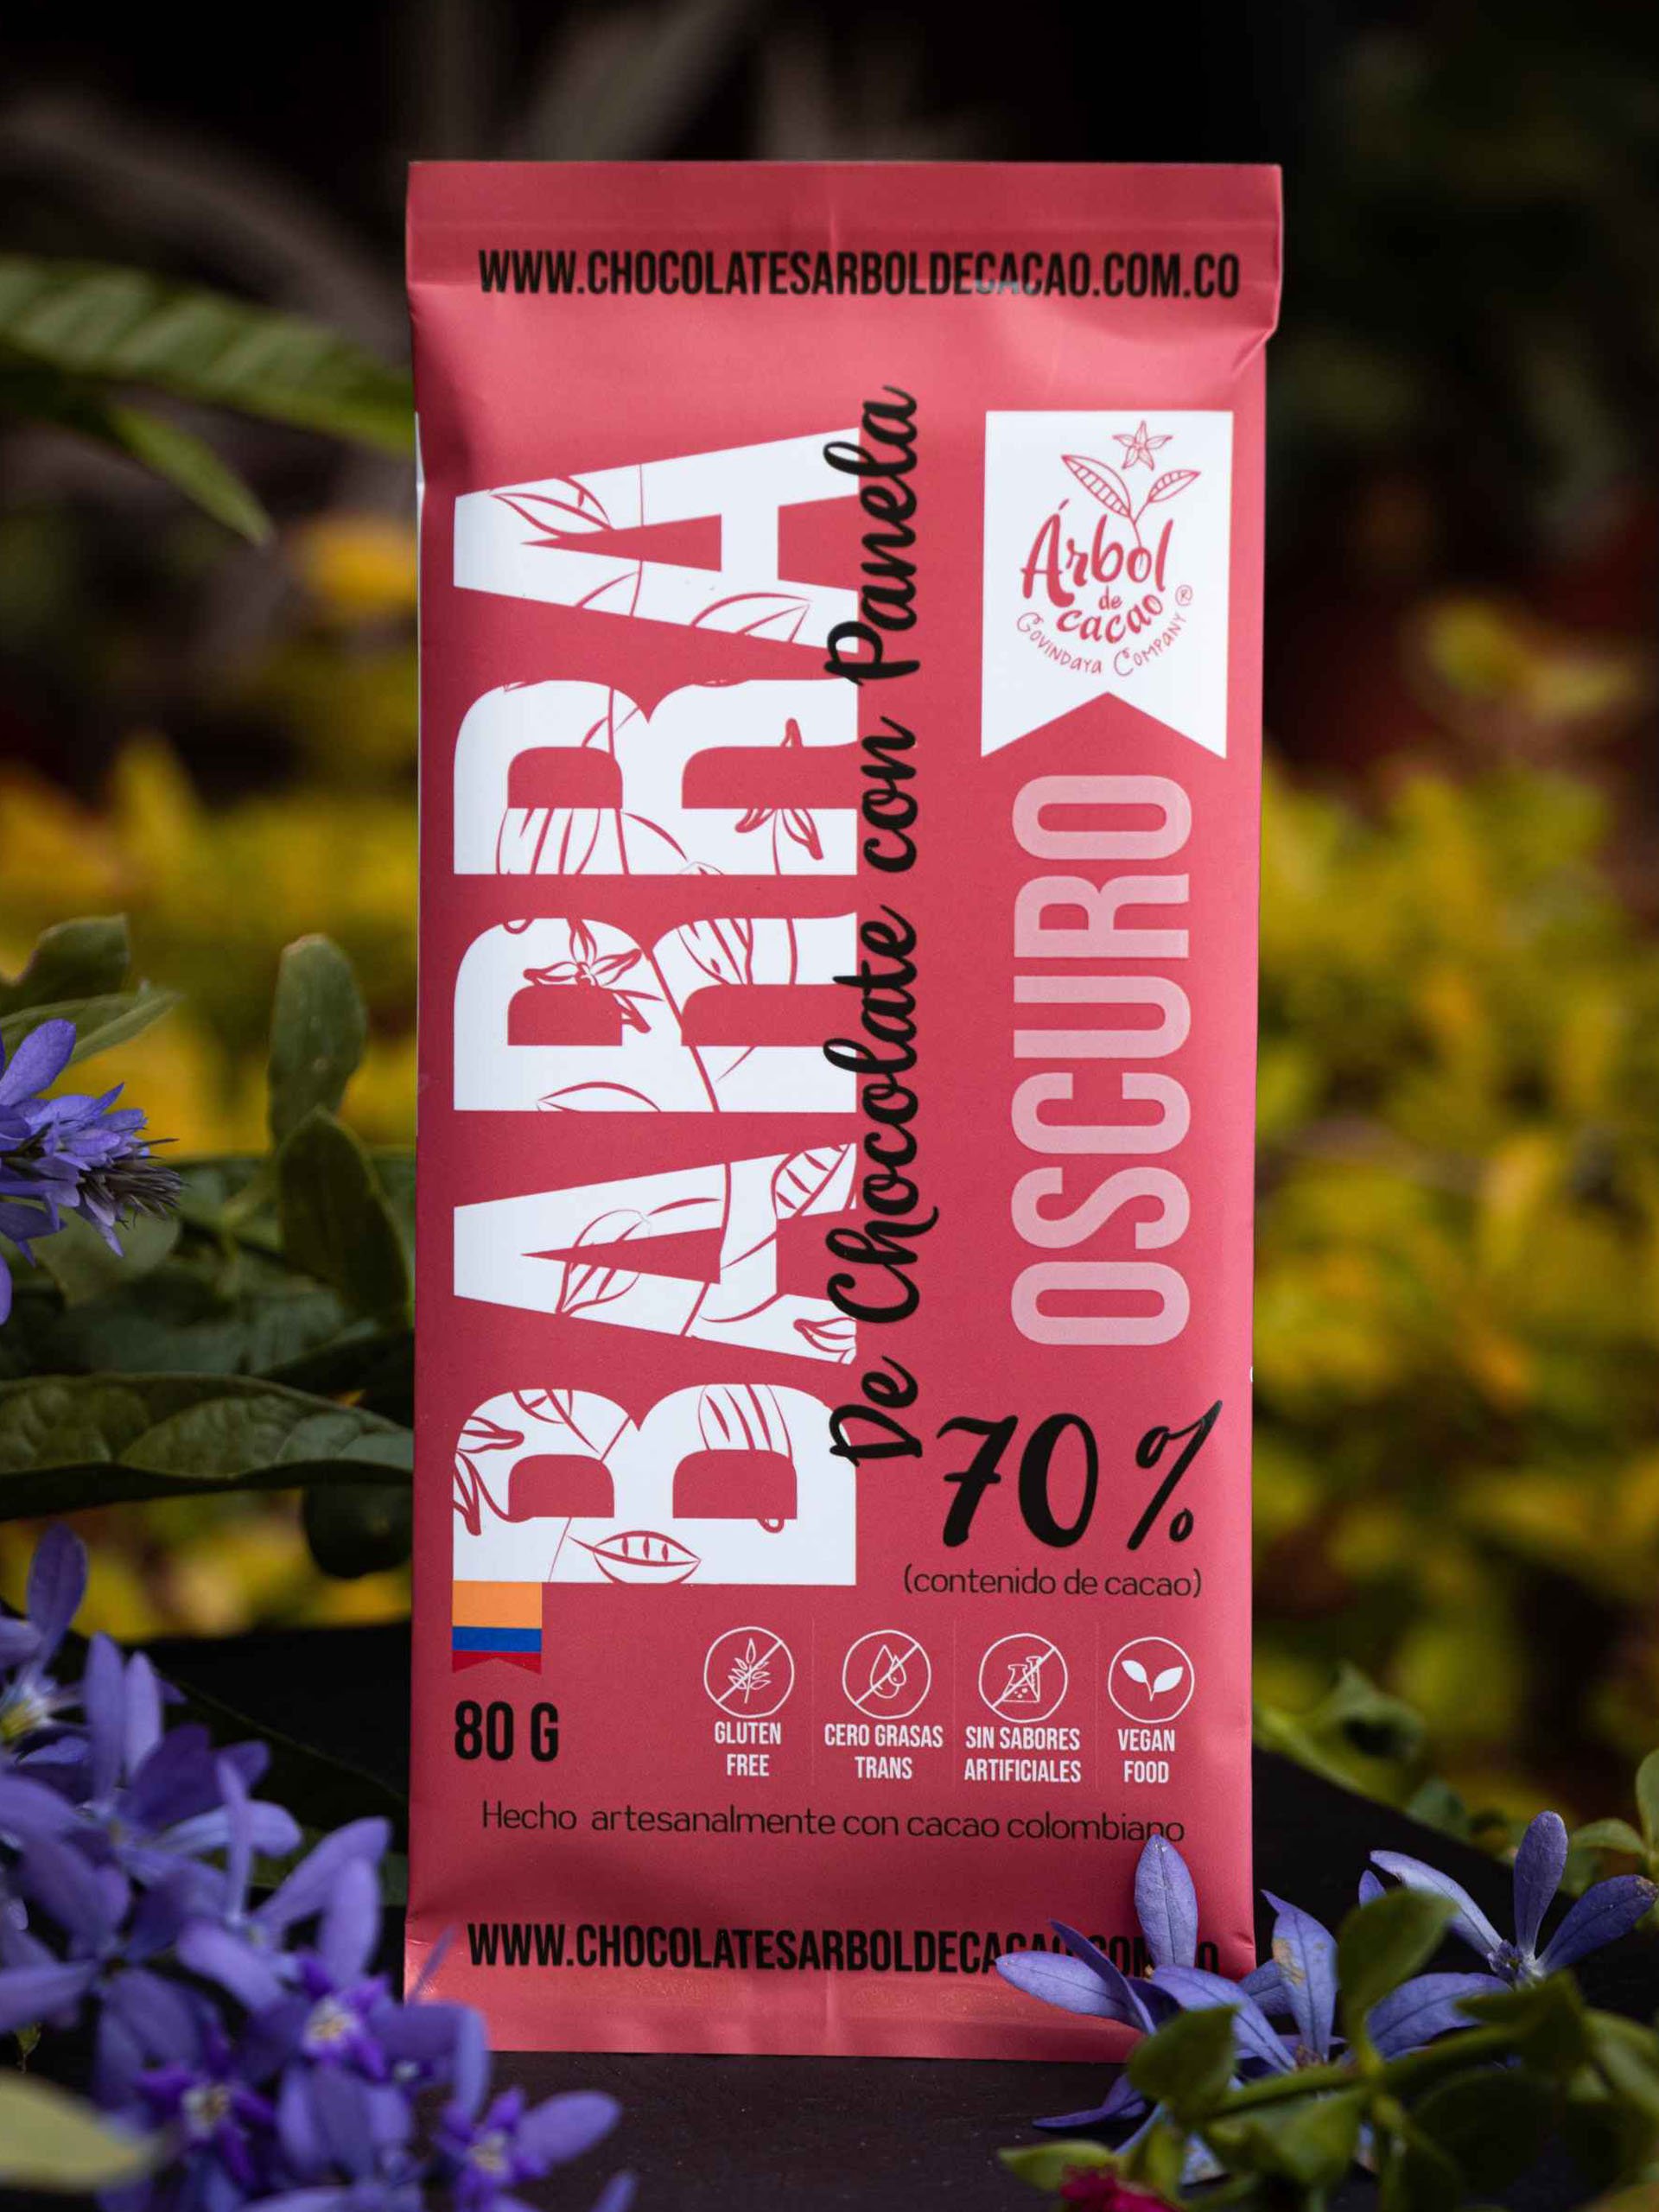 WWW.CHOCOLATESARBOLDECACAO.COM.CO
Árbol
de
cacao®
Govindaya Company
BARRA
De Chocolate con Panela
OSCURO
70%
(contenido de cacao)
80 G
GLUTEN
FREE
CERO GRASAS
TRANS
SIN SABORES
ARTIFICIALES
VEGAN
FOOD
Hecho artesanalmente con cacao colombiano